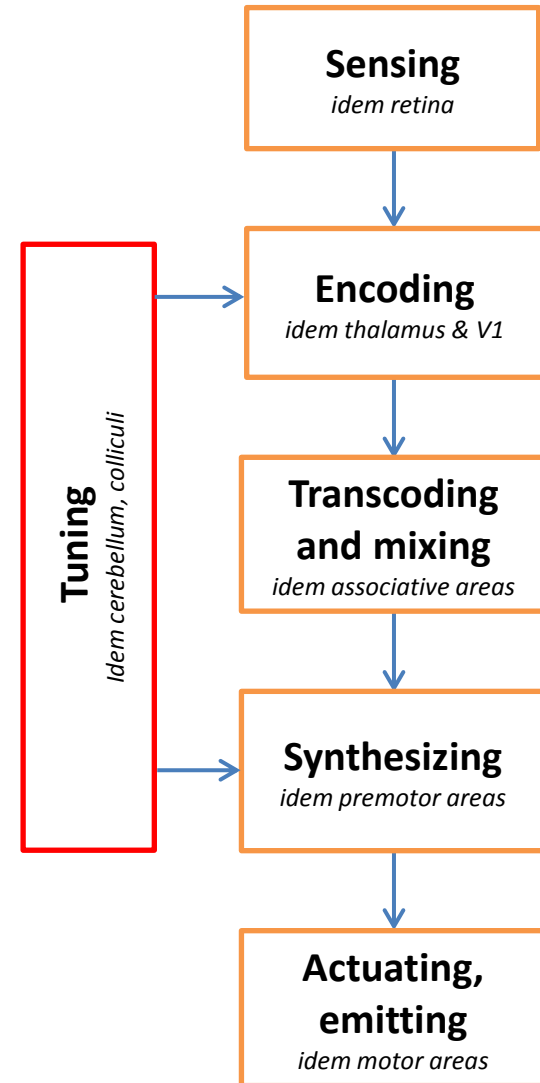 Sensing
idem retina
Encoding
idem thalamus & V1
Tuning
Idem cerebellum, colliculi
Transcoding
and mixing
idem associative areas
Synthesizing
idem premotor areas
Actuating,
emitting
idem motor areas